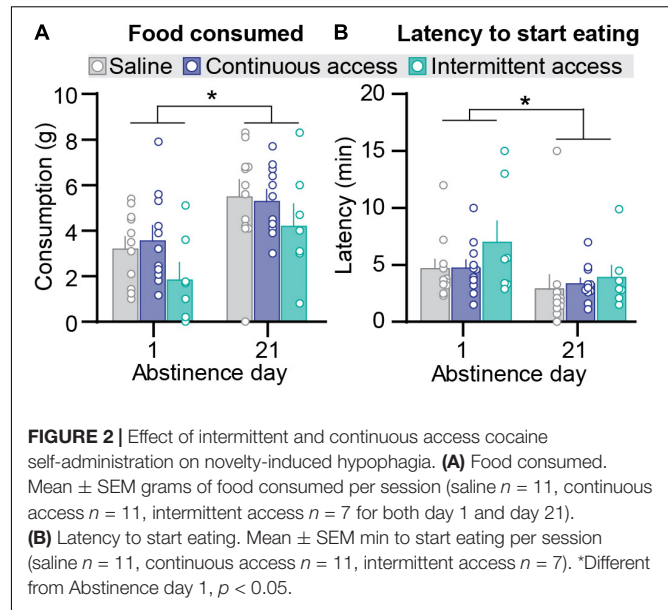 A Food consumed B Latency to start eating
Saline Continuous access Intermittent access
Consumption (g)
10
8
6
4
2
0
*
1 21
Abstinence day
Latency (min)
20
15
10
5
0
*
1 21
Abstinence day
FIGURE 2 | Effect of intermittent and continuous access cocaine
self-administration on novelty-induced hypophagia. (A) Food consumed.
Mean ± SEM grams of food consumed per session (saline n = 11, continuous
access n = 11, intermittent access n = 7 for both day 1 and day 21).
(B) Latency to start eating. Mean ± SEM min to start eating per session
(saline n = 11, continuous access n = 11, intermittent access n = 7). *Different
from Abstinence day 1, p < 0.05.